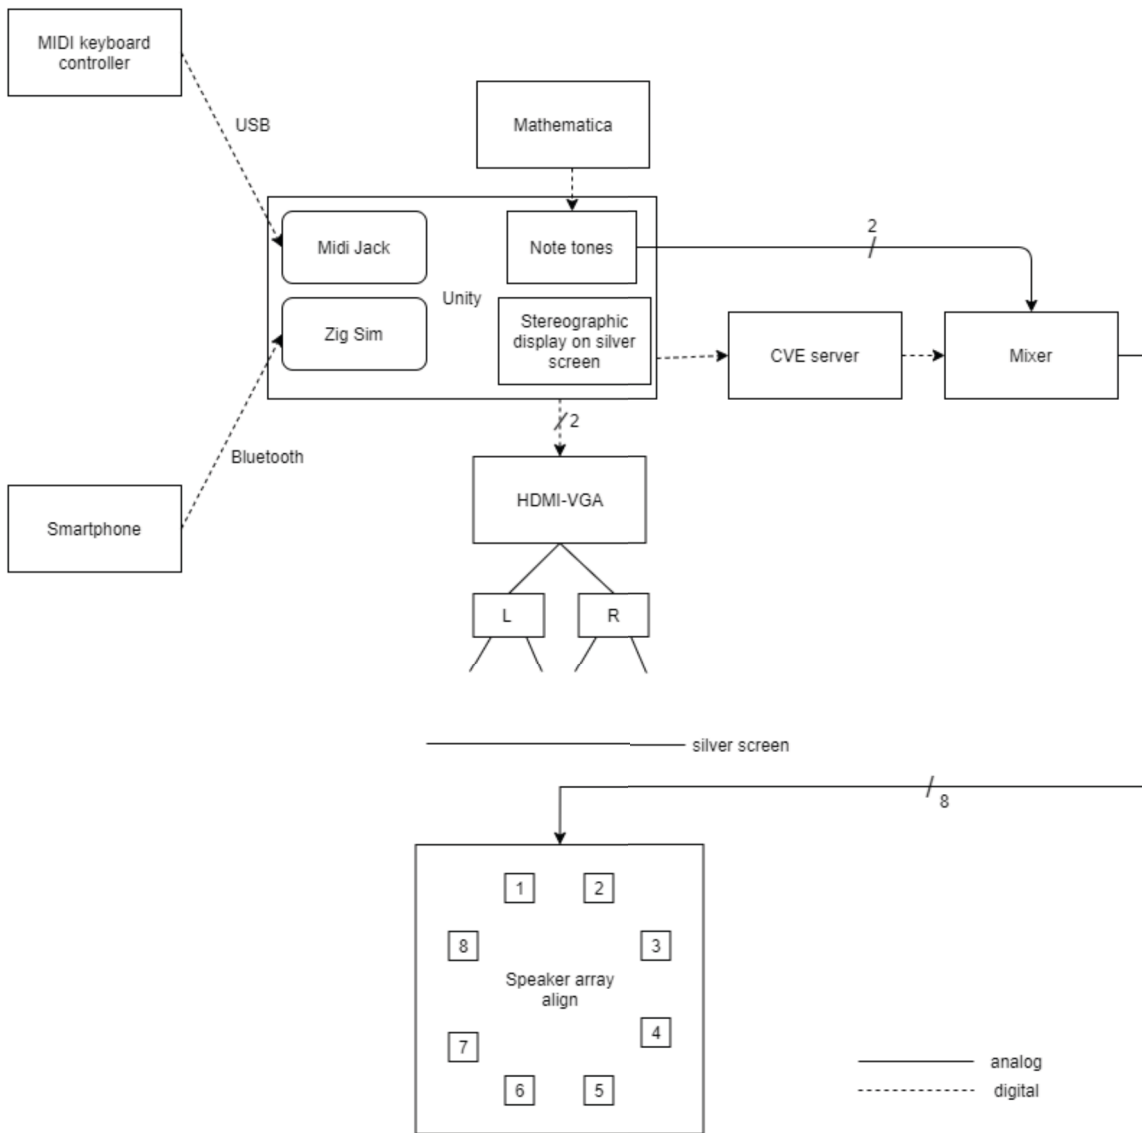 MIDI keyboard
controller
USB
Mathematica
Midi Jack
Note tones
2
Unity
Zig Sim
Stereographic
display on silver
screen
CVE server
Mixer
2
Bluetooth
HDMI-VGA
Smartphone
L
R
silver screen
8
1
2
8
3
Speaker array
align
7
4
6
5
analog
digital